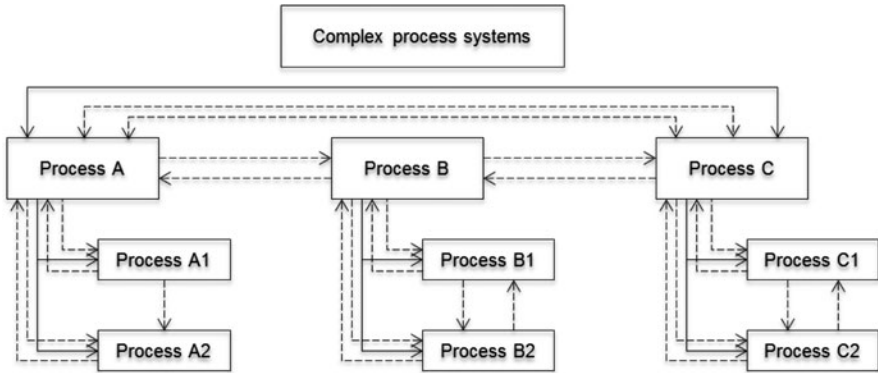 Complex process systems
Process A
Process B
Process C
Process A1
Process B1
Process C1
Process A2
Process B2
Process C2